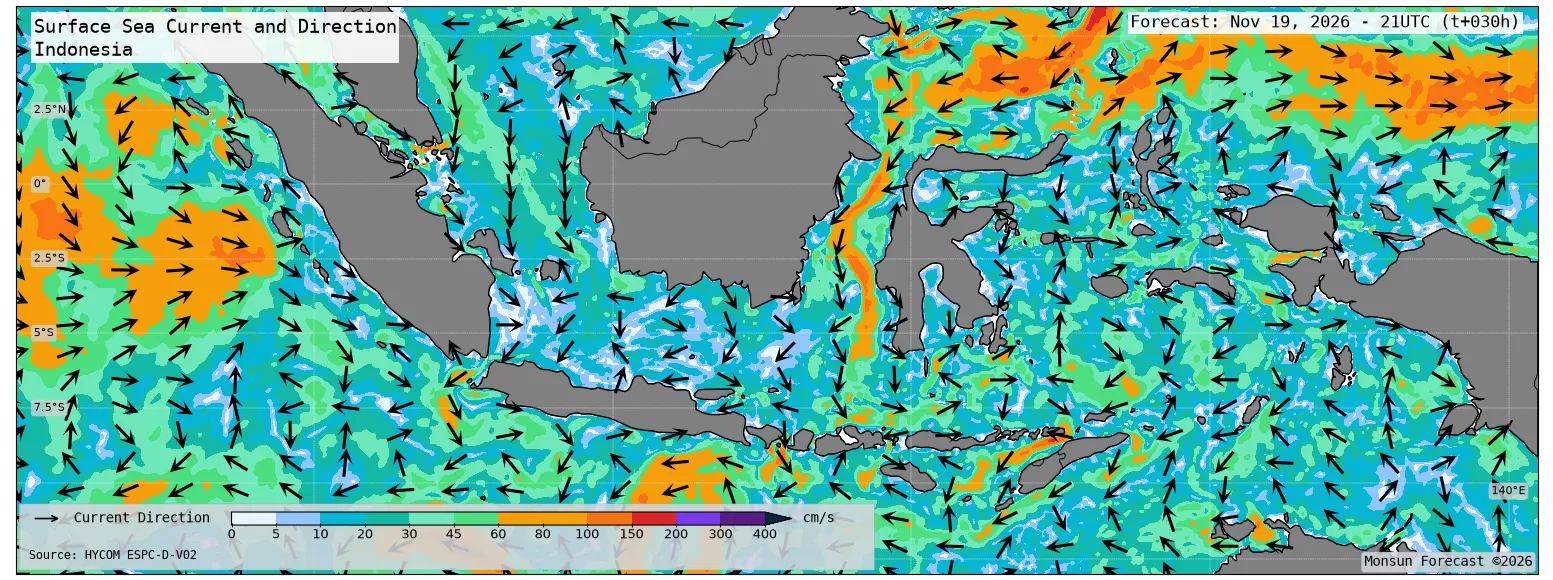 Surface Sea Current and Direction
Indonesia
Forecast: Nov 19, 2026 - 21UTC (t+030h)
2.5°N
0°
2.5°S
5°S
7.5°S
140°E
Current Direction
0 5 10 20 30 45 60 80 100 150 200 300 400 cm/s
Source: HYCOM ESPC-D-V02
Monsun Forecast ©2026